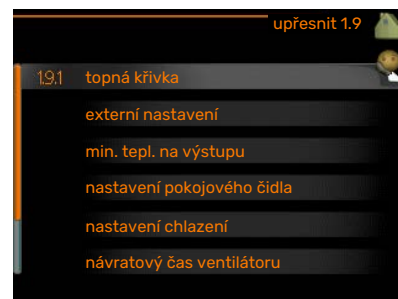 upřesnit 1.9
1.9.1 topná křivka
externí nastavení
min. tepl. na výstupu
nastavení pokojového čidla
nastavení chlazení
návratový čas ventilátoru